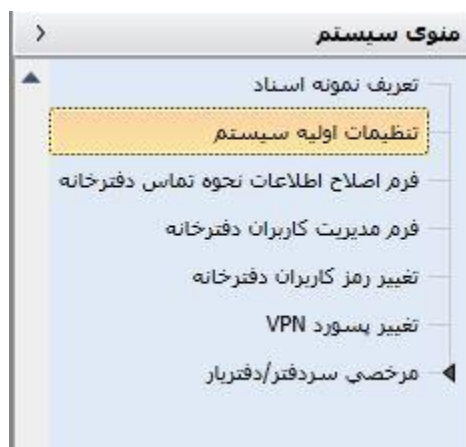 منوی سیستم
تعریف نمونه اسناد
تنظیمات اولیه سیستم
فرم اصلاح اطلاعات نحوه تماس دفترخانه
فرم مدیریت کاربران دفترخانه
تغییر رمز کاربران دفترخانه
تغییر پسورد VPN
مرخصی سردفتر/دفتریار